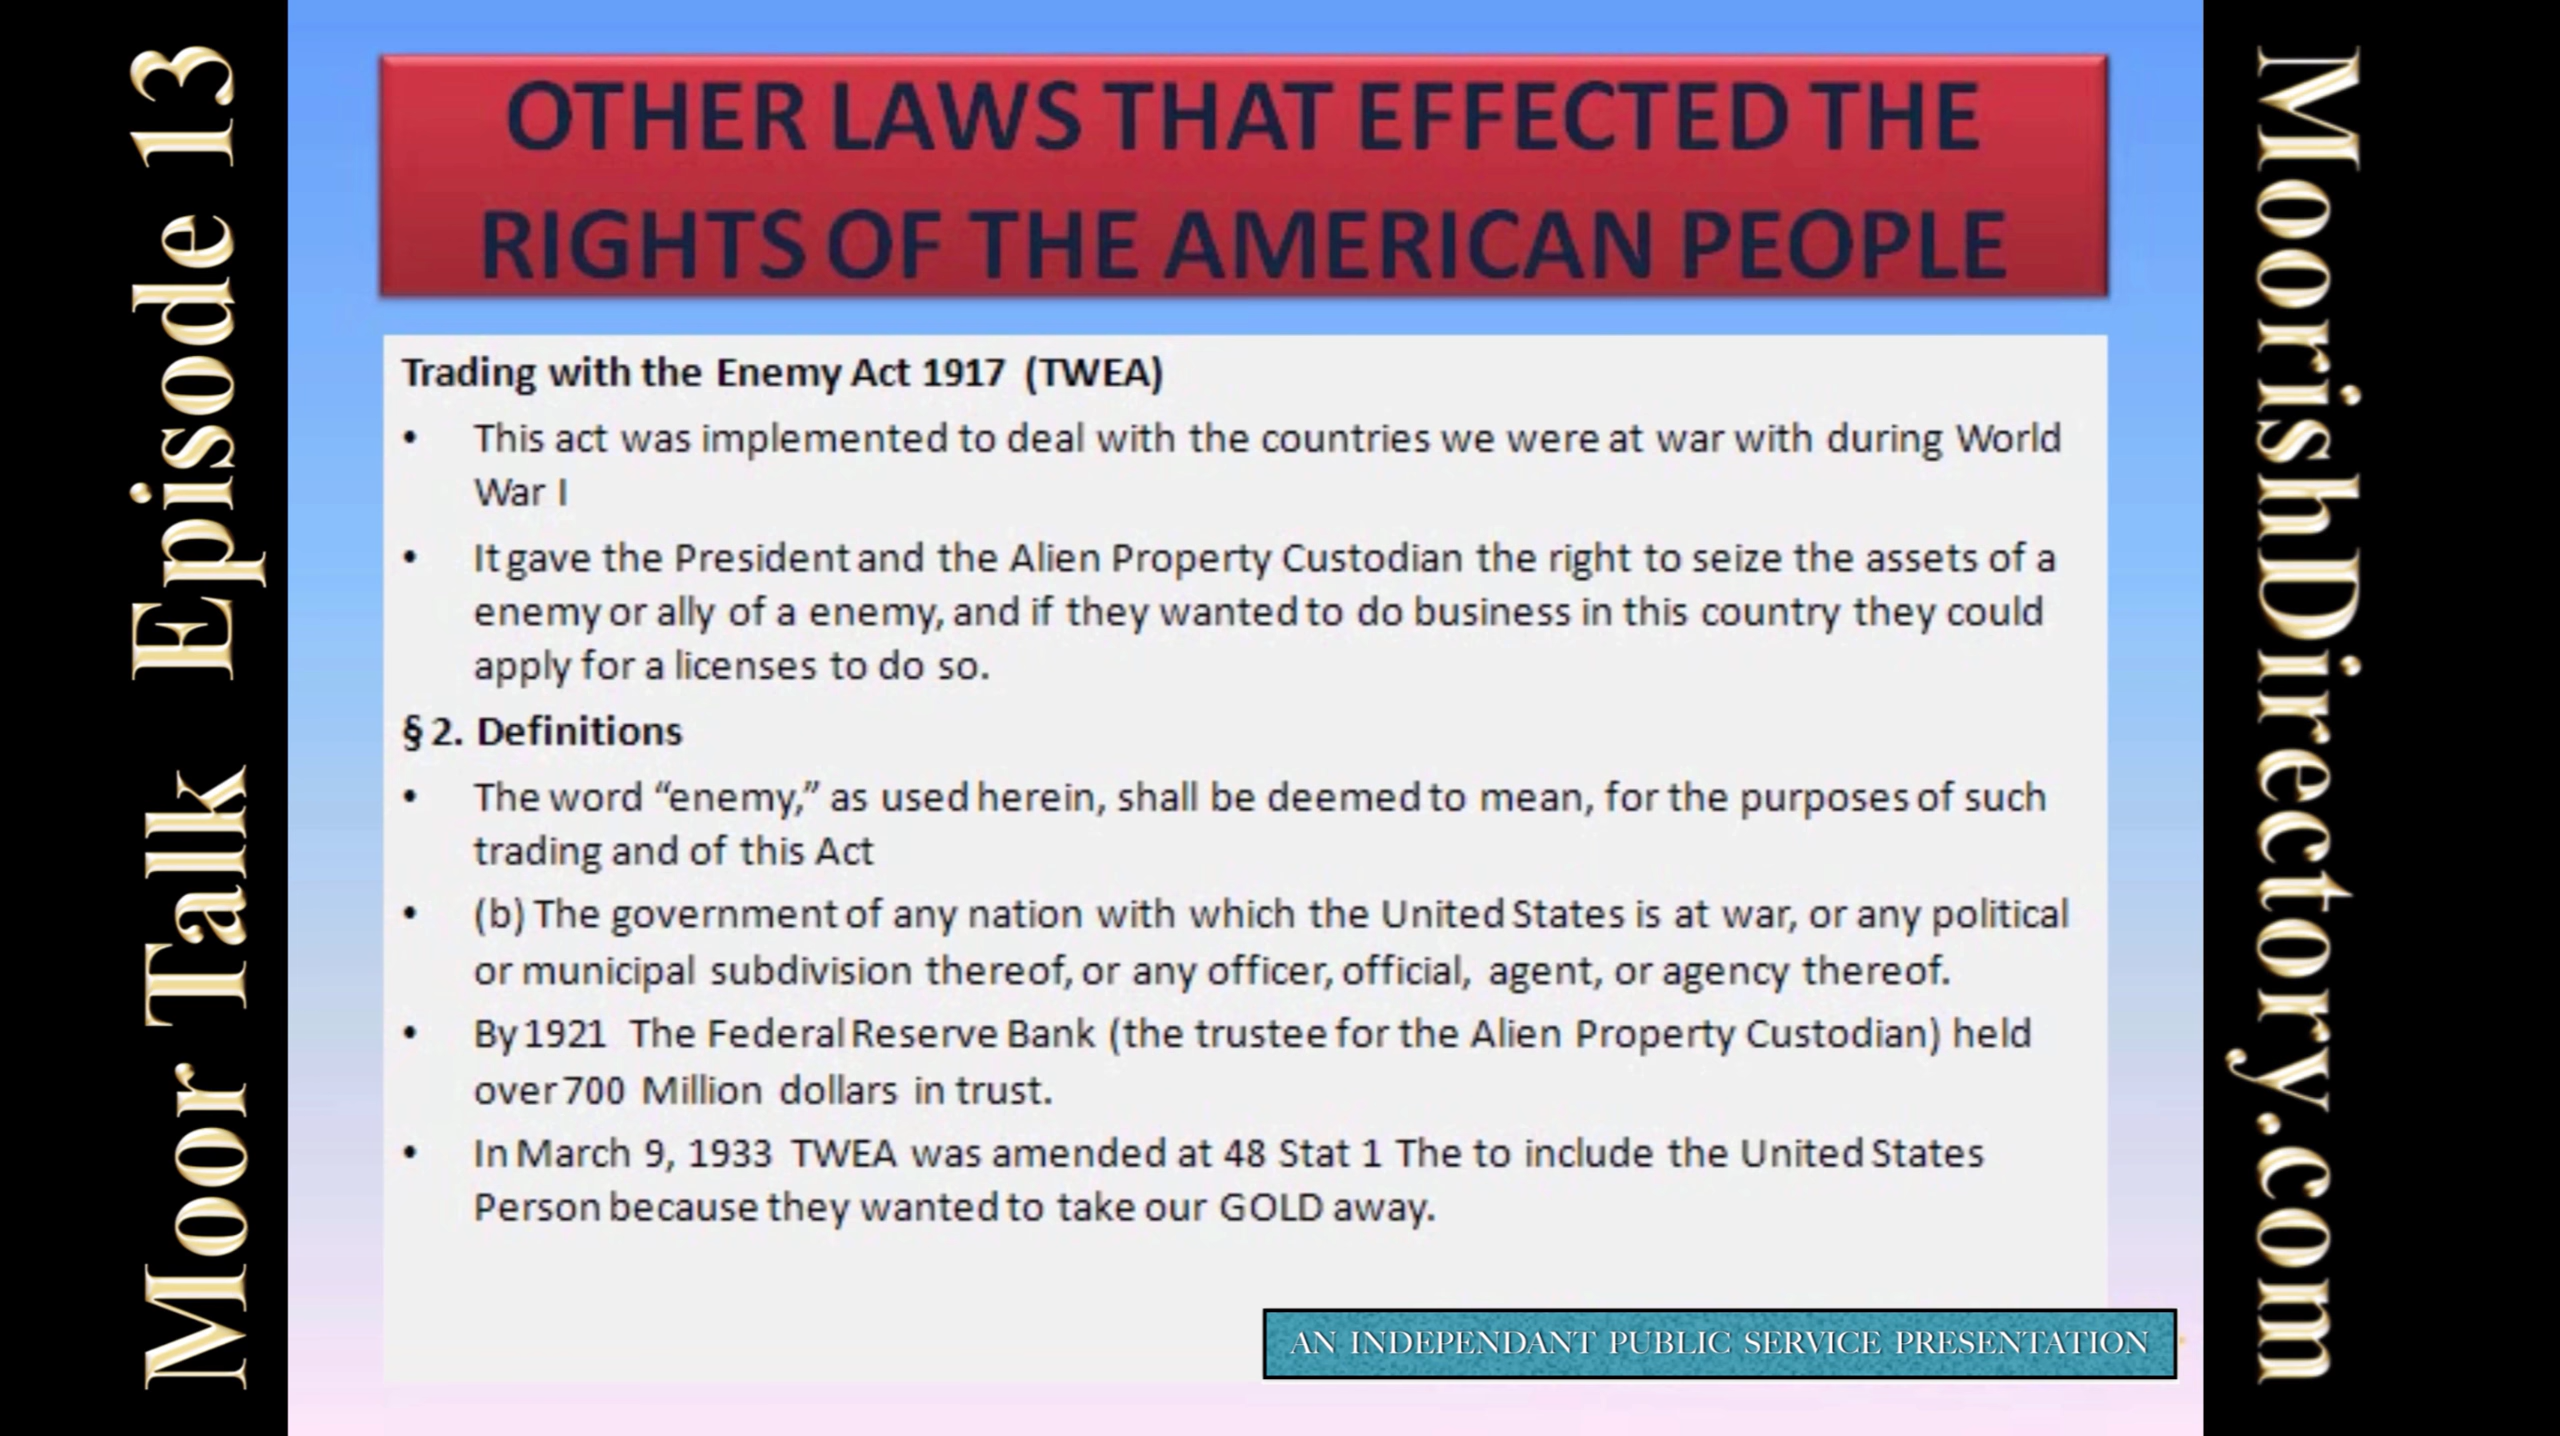 Moor Talk Episode 13
OTHER LAWS THAT EFFECTED THE
RIGHTS OF THE AMERICAN PEOPLE
Trading with the Enemy Act 1917 (TWEA)
• This act was implemented to deal with the countries we were at war with during World
War I
• It gave the President and the Alien Property Custodian the right to seize the assets of a
enemy or ally of a enemy, and if they wanted to do business in this country they could
apply for a licenses to do so.
§ 2. Definitions
• The word “enemy,” as used herein, shall be deemed to mean, for the purposes of such
trading and of this Act
• (b) The government of any nation with which the United States is at war, or any political
or municipal subdivision thereof, or any officer, official, agent, or agency thereof.
• By 1921 The Federal Reserve Bank (the trustee for the Alien Property Custodian) held
over 700 Million dollars in trust.
• In March 9, 1933 TWEA was amended at 48 Stat 1 The to include the United States
Person because they wanted to take our GOLD away.
AN INDEPENDANT PUBLIC SERVICE PRESENTATION
MoorishDirectory.com